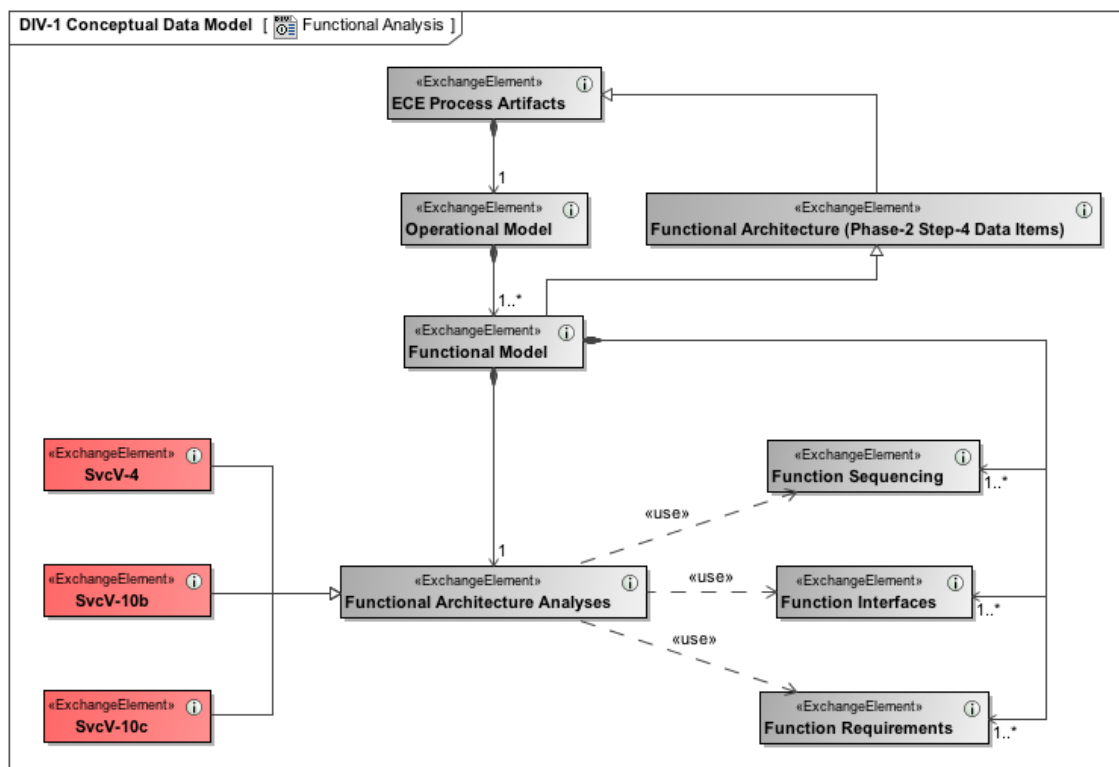 DIV-1 Conceptual Data Model [ DIV Functional Analysis ]
«ExchangeElement»
ECE Process Artifacts
1
«ExchangeElement»
Operational Model
«ExchangeElement»
Functional Architecture (Phase-2 Step-4 Data Items)
1..*
«ExchangeElement»
Functional Model
«ExchangeElement»
SvcV-4
«ExchangeElement»
Function Sequencing
1..*
«use»
1
«ExchangeElement»
SvcV-10b
«ExchangeElement»
Functional Architecture Analyses
«use»
«ExchangeElement»
Function Interfaces
1..*
«use»
«ExchangeElement»
SvcV-10c
«ExchangeElement»
Function Requirements
1..*